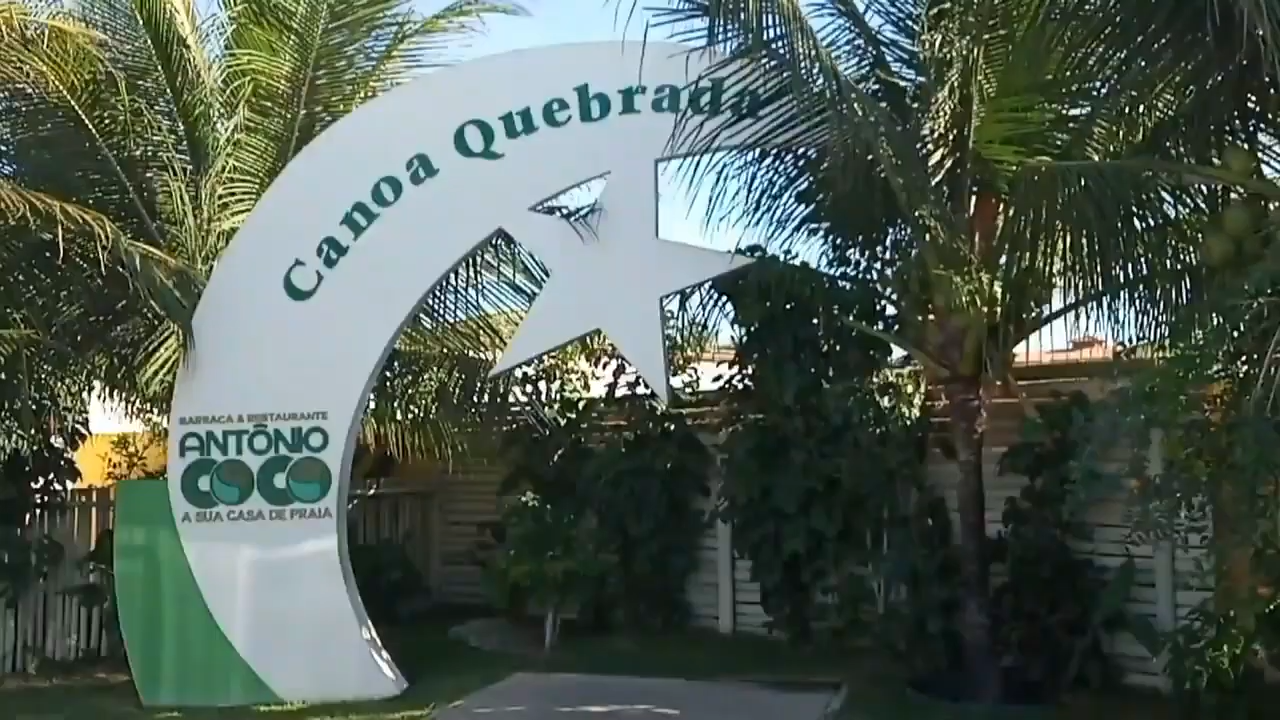 Canoa Quebrada
BARRACA & RESTAURANTE
ANTÔNIO
COCO
A SUA CASA DE PRAIA